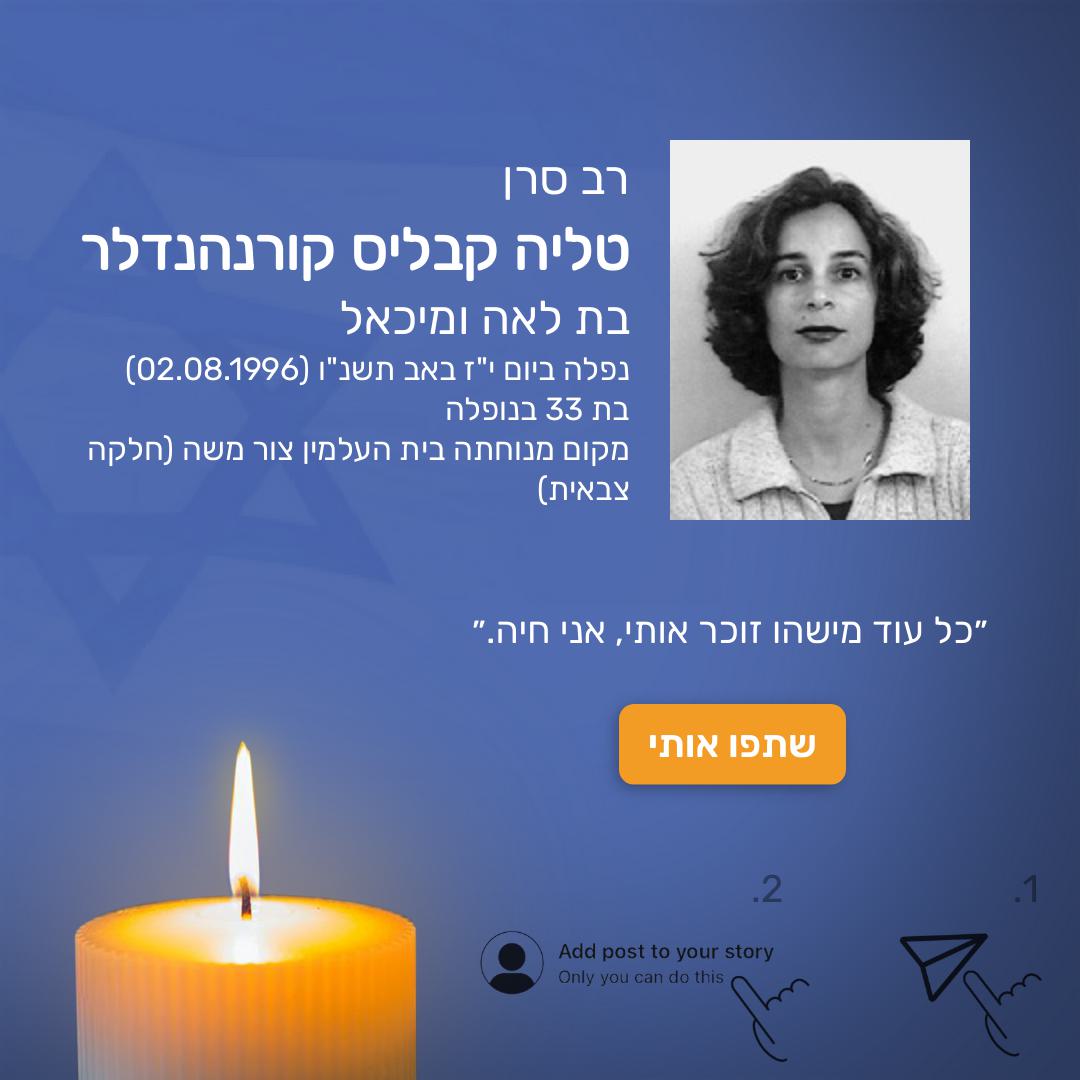 רב סרן
טליה קבליס קורנהנדלר
בת לאה ומיכאל
נפלה ביום י"ז באב תשנ"ו (02.08.1996)
בת 33 בנופלה
מקום מנוחתה בית העלמין צור משה (חלקה
צבאית)
״כל עוד מישהו זוכר אותי, אני חיה.״
שתפו אותי
1.
2.
Add post to your story
Only you can do this